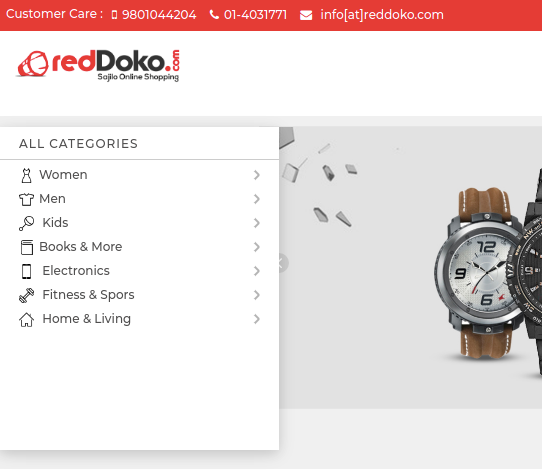 Customer Care : 9801044204 01-4031771 info[at]reddoko.com
redDoko.com
Sajilo Online Shopping
ALL CATEGORIES
Women
Men
Kids
Books & More
Electronics
Fitness & Spors
Home & Living
12
9
6